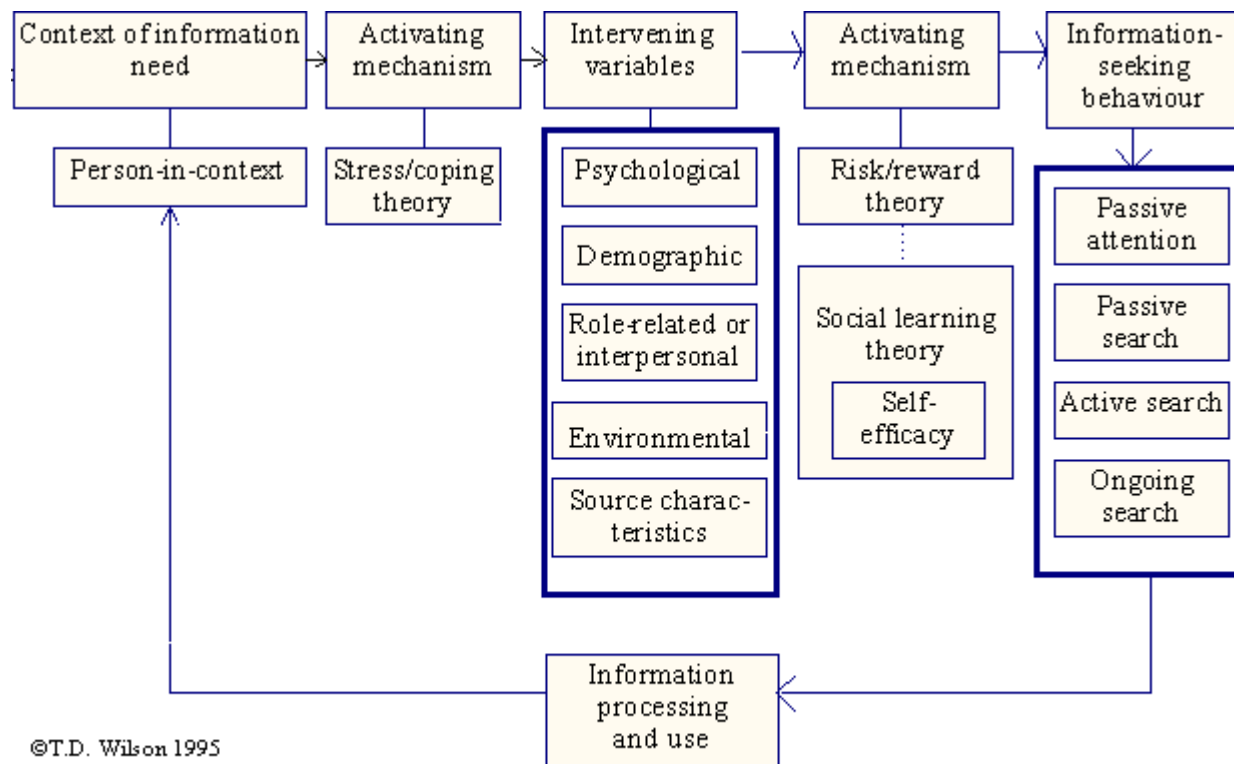 Context of information
need
Activating
mechanism
Intervening
variables
Activating
mechanism
Information-
seeking
behaviour
Person-in-context
Stress/coping
theory
Psychological
Demographic
Role-related or
interpersonal
Environmental
Source charac-
teristics
Risk/reward
theory
Social learning
theory
Self-
efficacy
Passive
attention
Passive
search
Active search
Ongoing
search
Information
processing
and use
©T.D. Wilson 1995